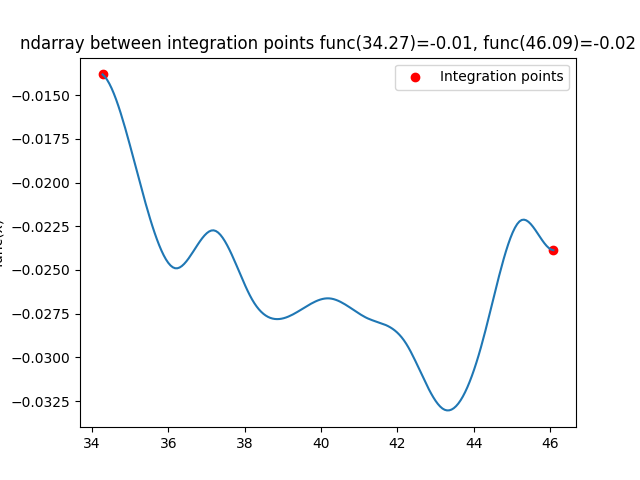 ndarray between integration points func(34.27)=-0.01, func(46.09)=-0.02
Integration points
−0.0150
−0.0175
−0.0200
−0.0225
−0.0250
−0.0275
−0.0300
−0.0325
34 36 38 40 42 44 46